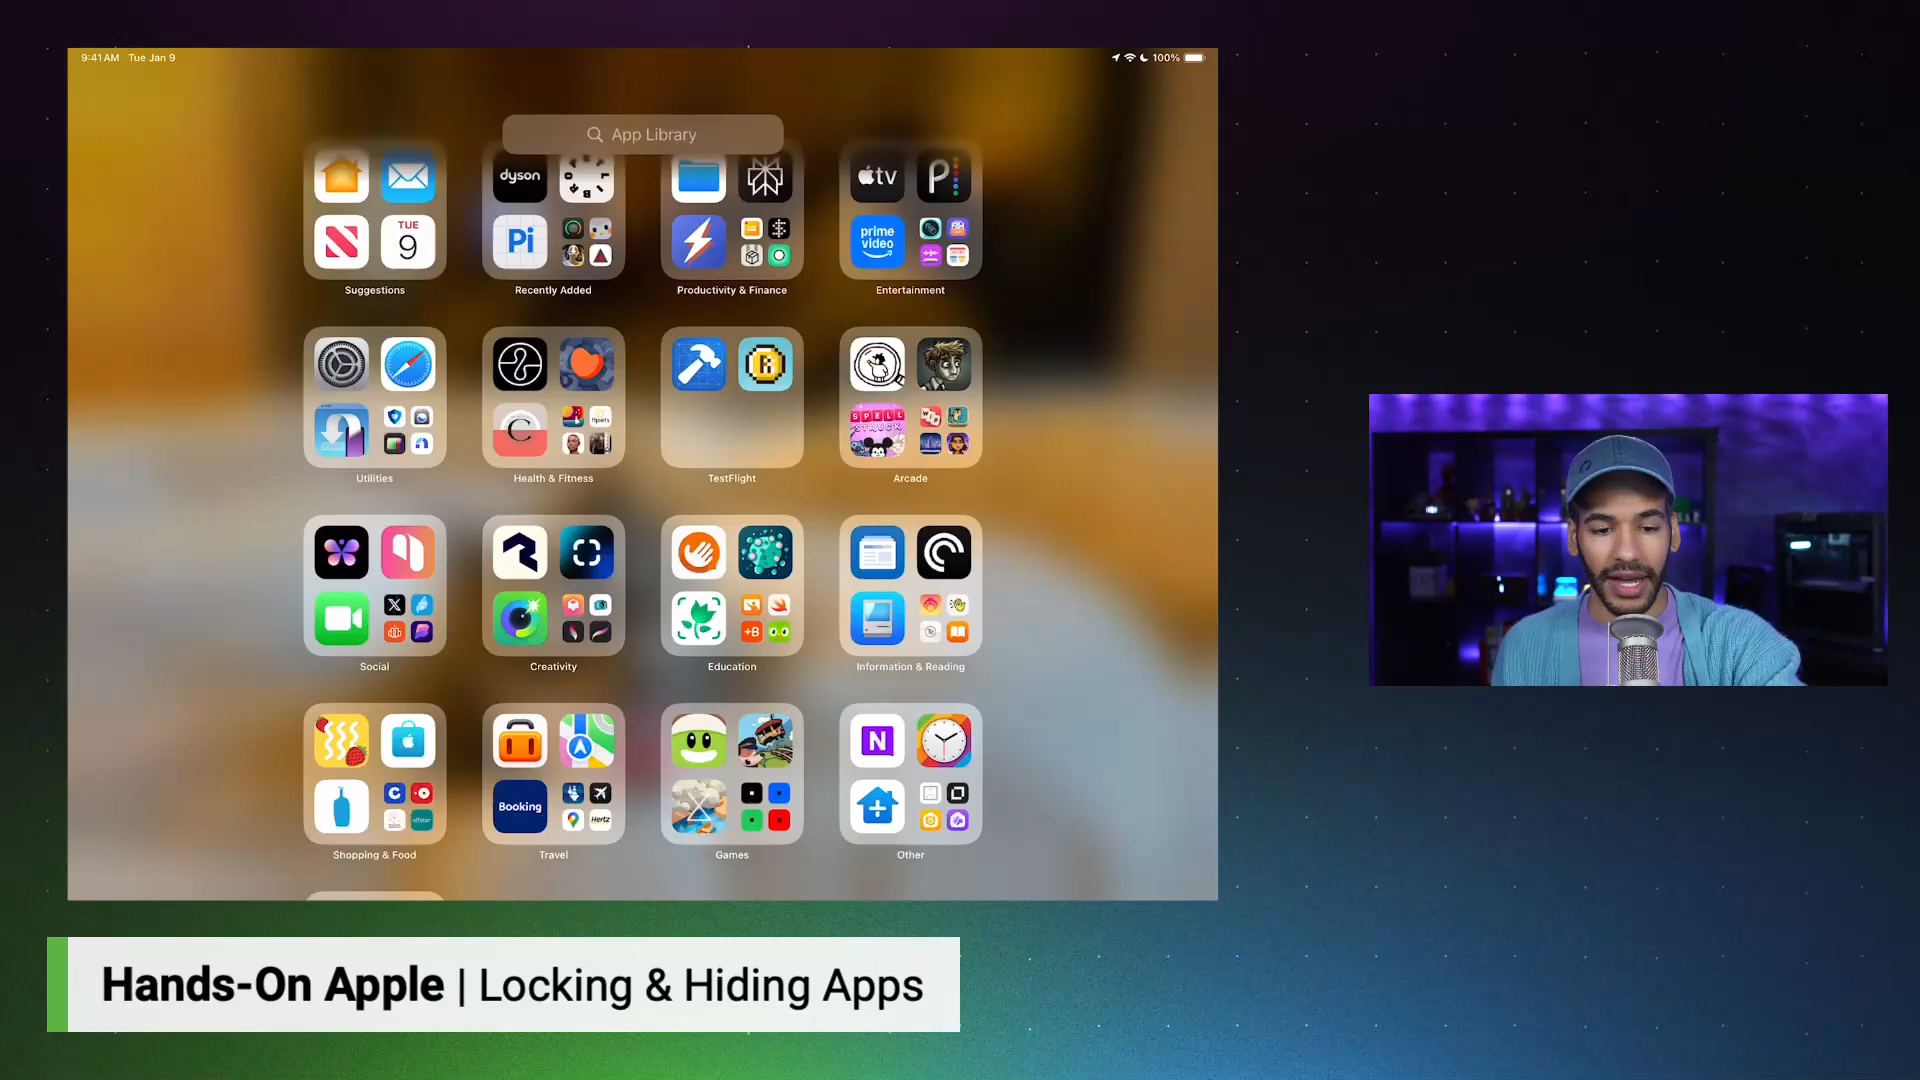 9:41 AM Tue Jan 9
100%
App Library
dyson
tv
TUE
9
Pi
prime
video
Suggestions
Recently Added
Productivity & Finance
Entertainment
SPELL
STRUCK
Utilities
Health & Fitness
TestFlight
Arcade
+B
Social
Creativity
Education
Information & Reading
N
Booking
Hertz
Shopping & Food
Travel
Games
Other
Hands-On Apple | Locking & Hiding Apps